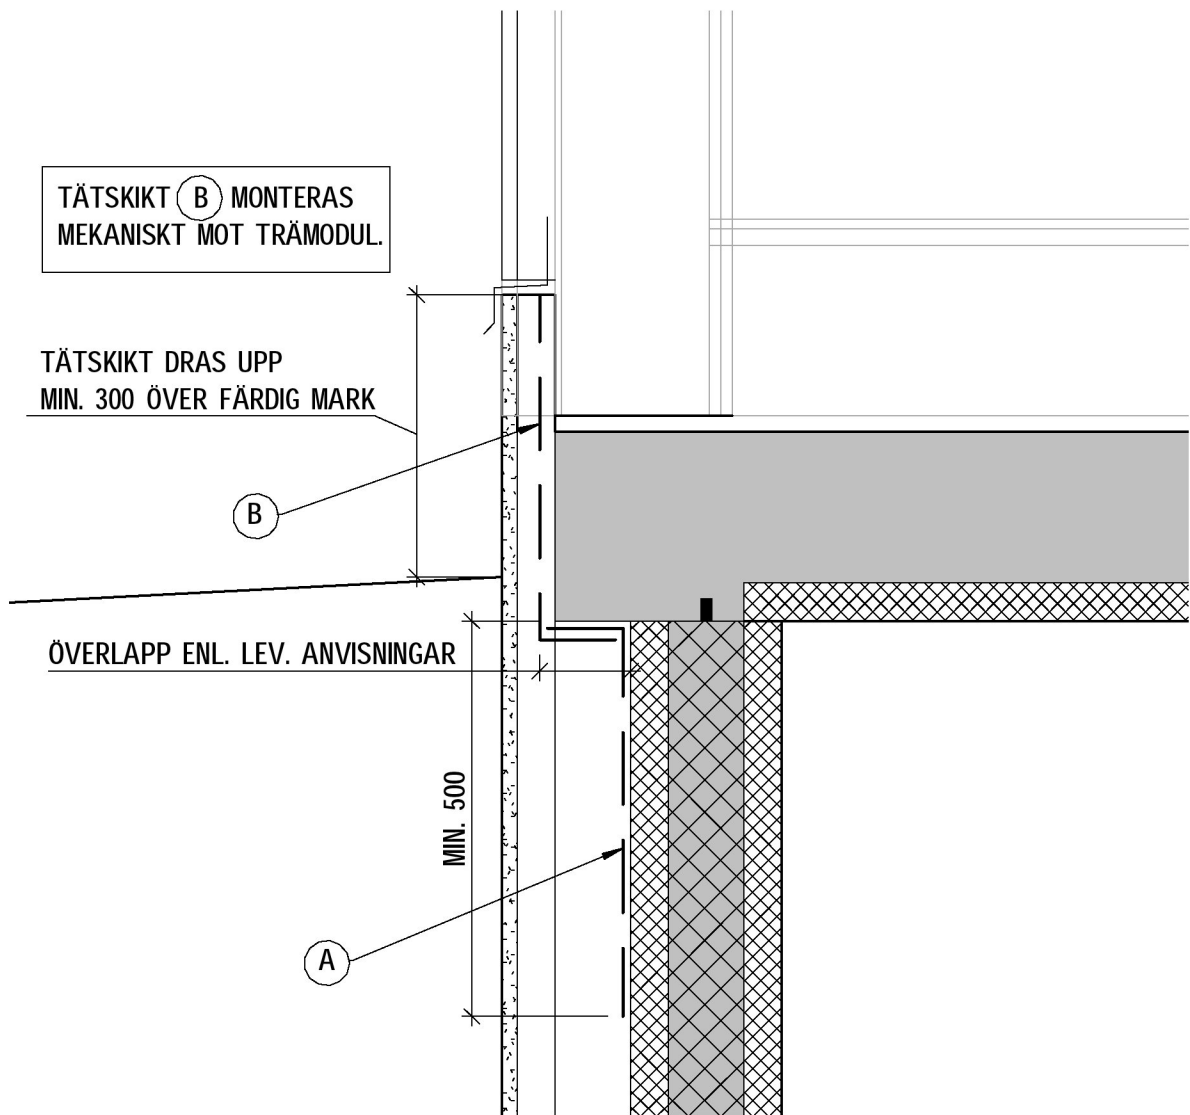 TÄTSKIKT B MONTERAS
MEKANISKT MOT TRÄMODUL.
TÄTSKIKT DRAS UPP
MIN. 300 ÖVER FÄRDIG MARK
B
ÖVERLAPP ENL. LEV. ANVISNINGAR
MIN. 500
A